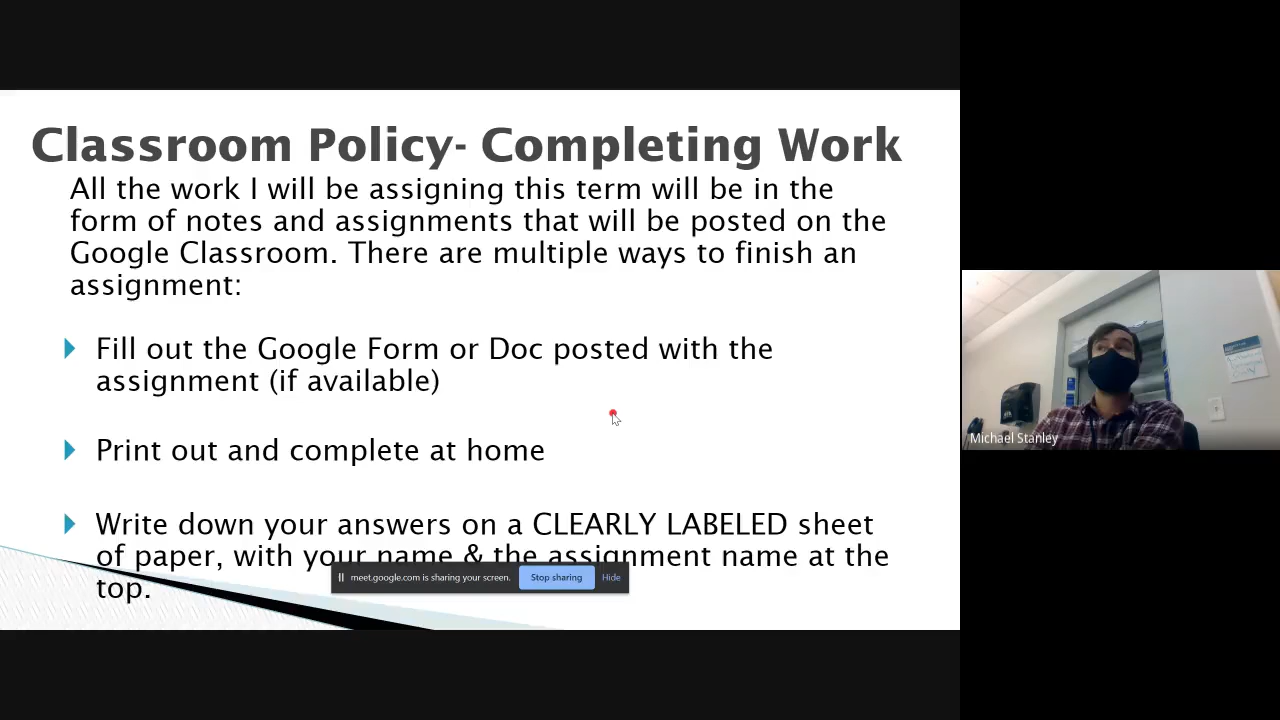 Classroom Policy- Completing Work
All the work I will be assigning this term will be in the
form of notes and assignments that will be posted on the
Google Classroom. There are multiple ways to finish an
assignment:
Fill out the Google Form or Doc posted with the
assignment (if available)
Print out and complete at home
Write down your answers on a CLEARLY LABELED sheet
of paper, with your name & the assignment name at the
top.
meet.google.com is sharing your screen.
Stop sharing
Hide
Michael Stanley